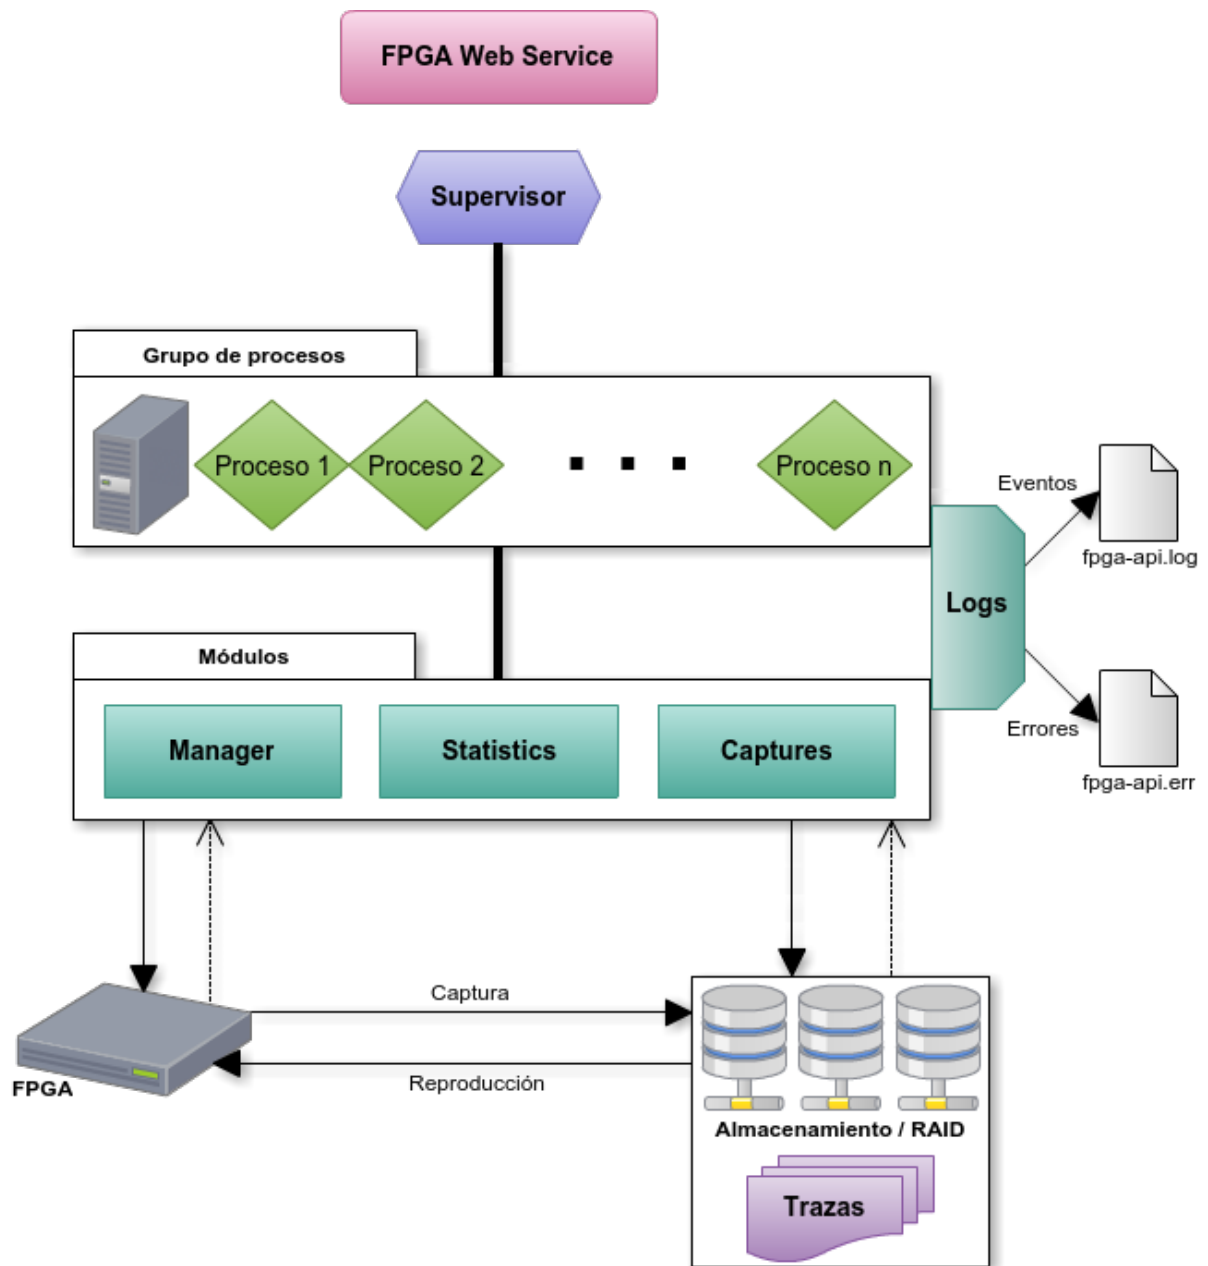 FPGA Web Service
Supervisor
Grupo de procesos
Proceso 1
Proceso 2
Proceso n
Eventos
fpga-api.log
Logs
Errores
fpga-api.err
Módulos
Manager
Statistics
Captures
Captura
Reproducción
FPGA
Almacenamiento / RAID
Trazas